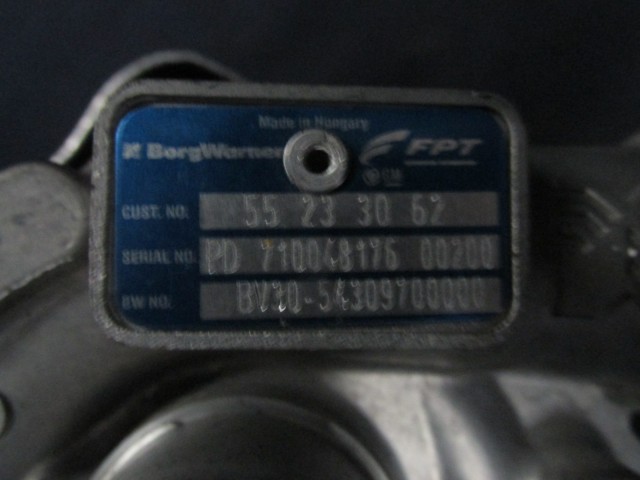 Made in Hungary
BorgWarner FPT
GM
CUST. NO. 55 23 30 62
SERIAL NO. PD 710048176 00200
BW NO. BV30-54309700000